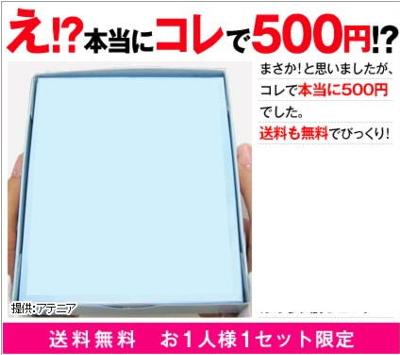 え!?本当にコレで500円!?
まさか!と思いましたが、
コレで本当に500円
でした。
送料も無料でびっくり!
提供:アテニア
送料無料 お1人様1セット限定